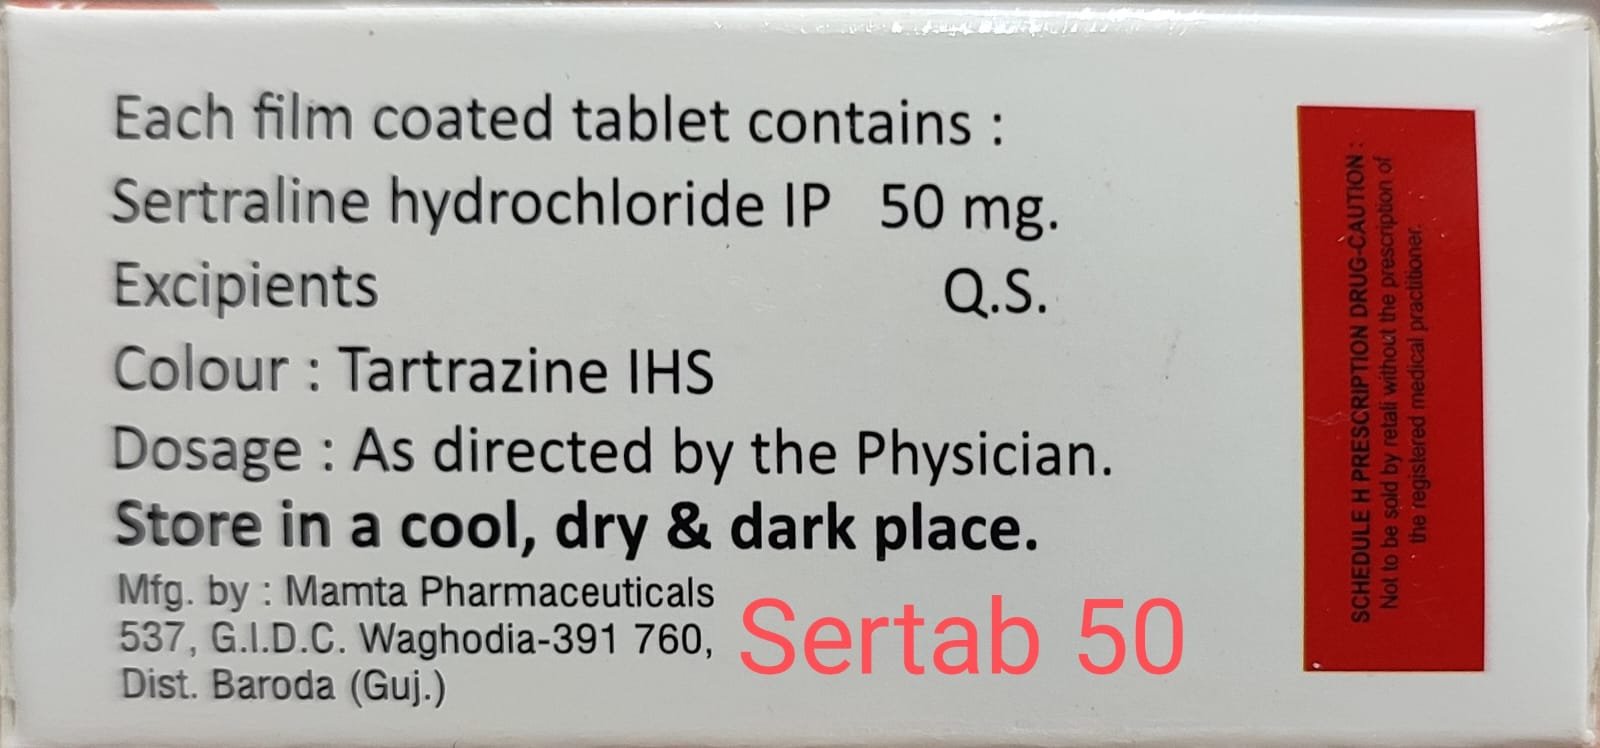 Each film coated tablet contains :
Sertraline hydrochloride IP 50 mg.
Excipients Q.S.
Colour : Tartrazine IHS
Dosage : As directed by the Physician.
Store in a cool, dry & dark place.
Mfg. by : Mamta Pharmaceuticals
537, G.I.D.C. Waghodia-391 760,
Dist. Baroda (Guj.)
Sertab 50
SCHEDULE H PRESCRIPTION DRUG-CAUTION :
Not to be sold by retali without the prescription of
the registered medical practitioner.